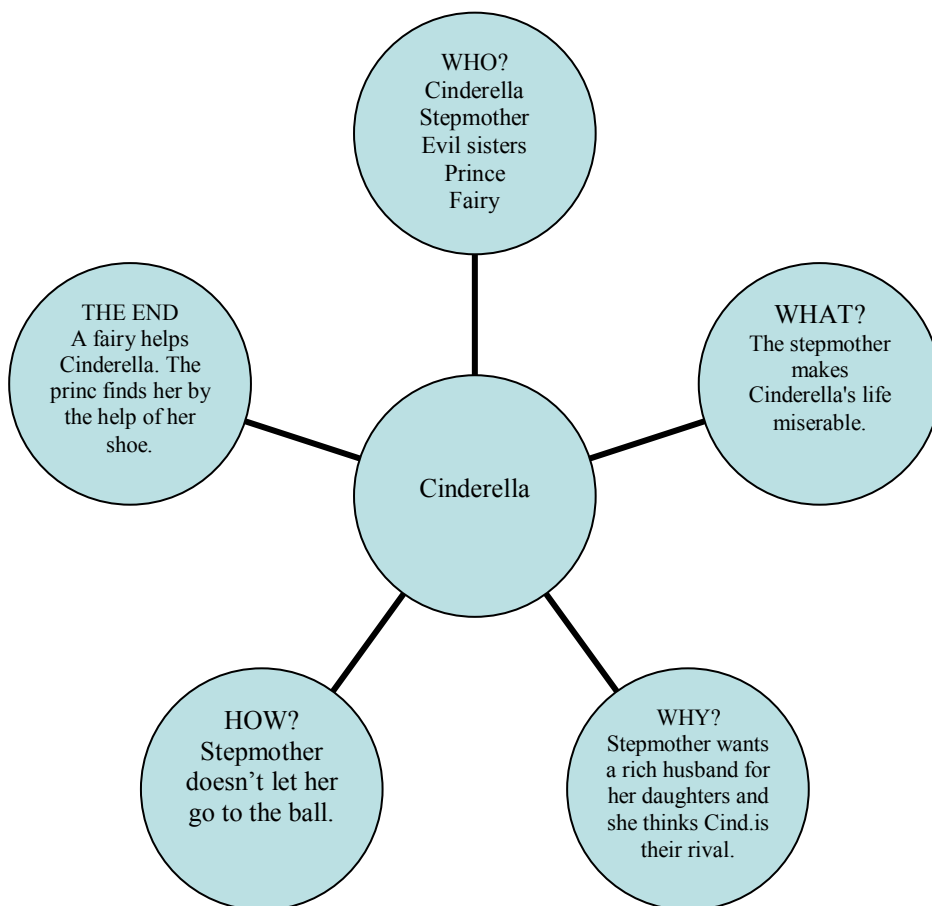 WHO?
Cinderella
Stepmother
Evil sisters
Prince
Fairy
THE END
A fairy helps
Cinderella. The
princ finds her by
the help of her
shoe.
WHAT?
The stepmother
makes
Cinderella's life
miserable.
Cinderella
HOW?
Stepmother
doesn’t let her
go to the ball.
WHY?
Stepmother wants
a rich husband for
her daughters and
she thinks Cind.is
their rival.